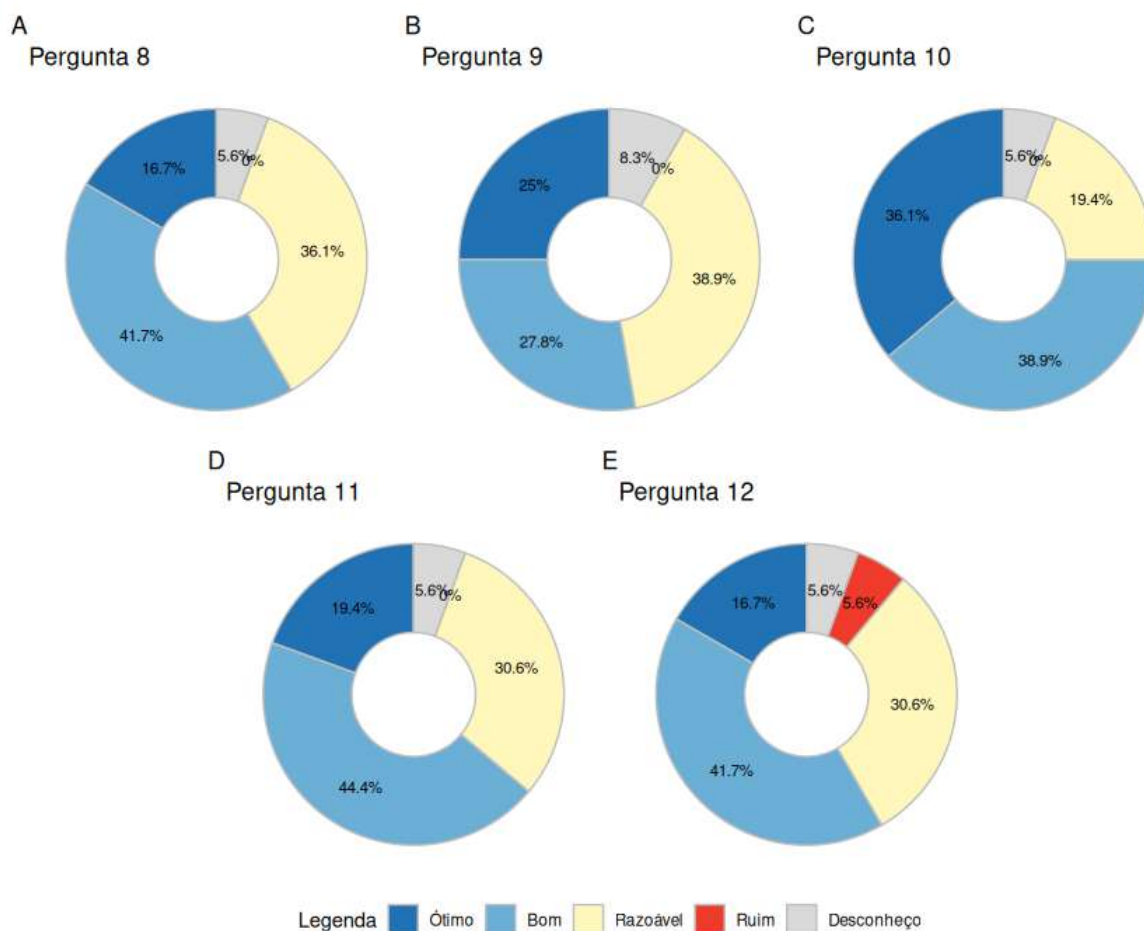 A
Pergunta 8
5.6%
0%
16.7%
36.1%
41.7%
B
Pergunta 9
8.3%
0%
25%
38.9%
27.8%
C
Pergunta 10
5.6%
0%
19.4%
36.1%
38.9%
D
Pergunta 11
5.6%
0%
19.4%
30.6%
44.4%
E
Pergunta 12
5.6%
5.6%
16.7%
30.6%
41.7%
Legenda Ótimo Bom Razoável Ruim Desconheço